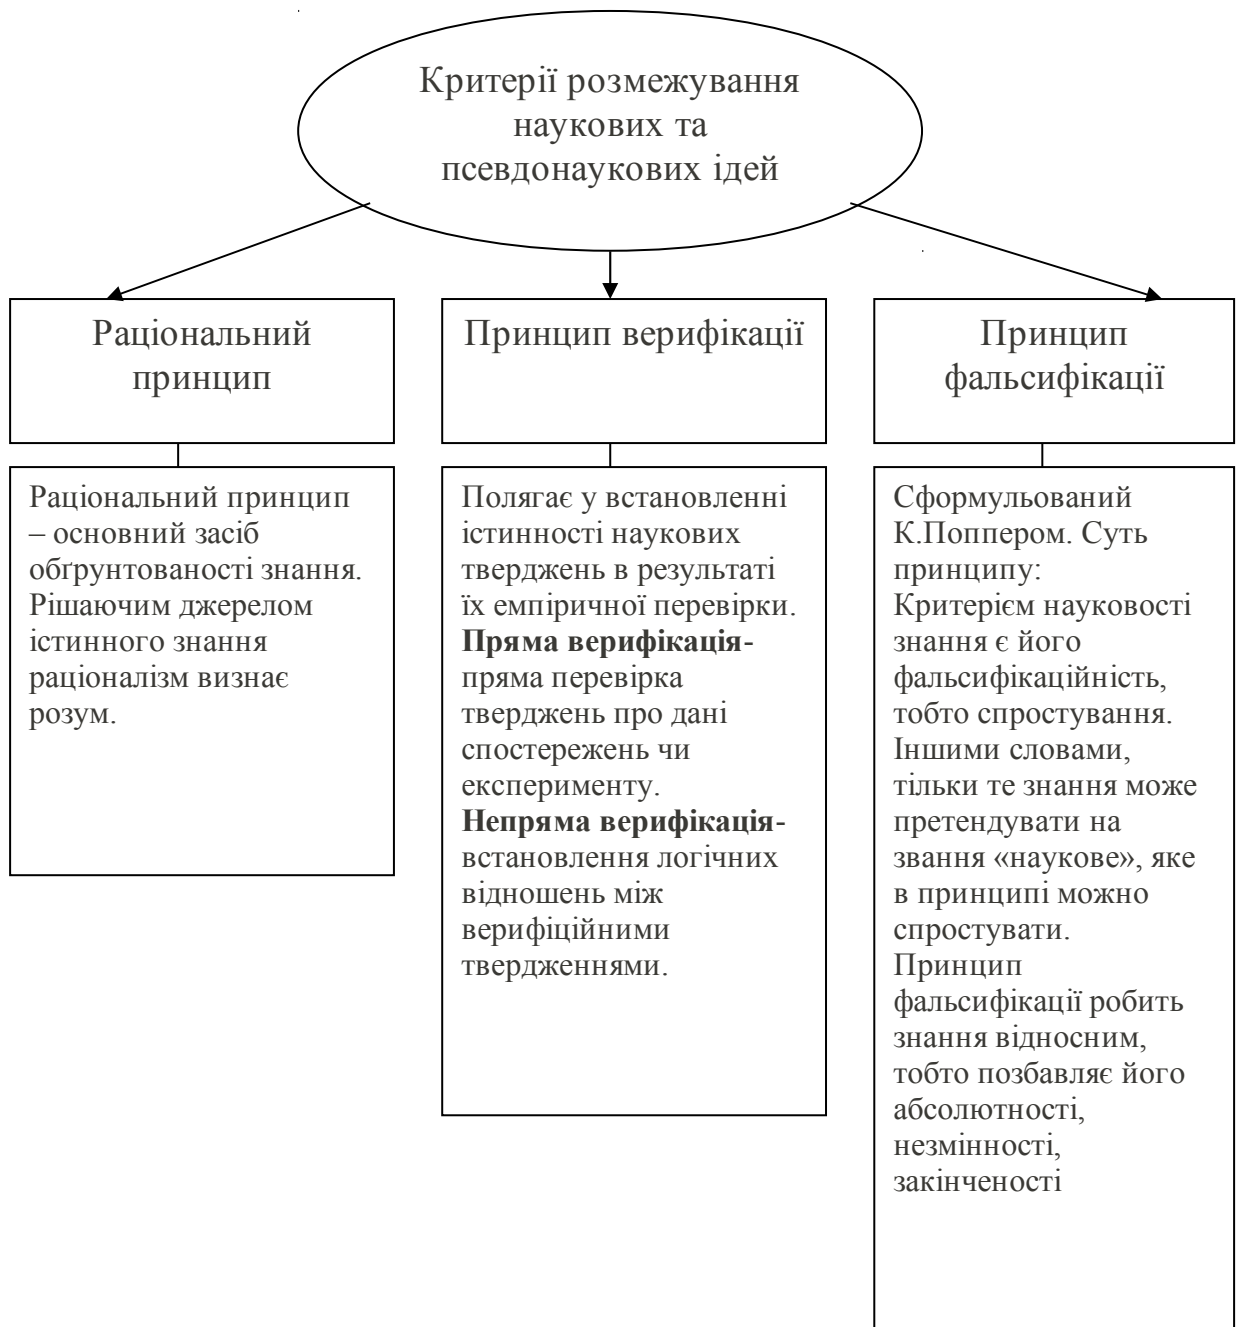 Критерії розмежування
наукових та
псевдонаукових ідей
Раціональний
принцип
Принцип верифікації
Принцип
фальсифікації
Раціональний принцип
– основний засіб
обґрунтованості знання.
Рішаючим джерелом
істинного знання
раціоналізм визнає
розум.
Полягає у встановленні
істинності наукових
тверджень в результаті
їх емпіричної перевірки.
Пряма верифікація-
пряма перевірка
тверджень про дані
спостережень чи
експерименту.
Непряма верифікація-
встановлення логічних
відношень між
верифіційними
твердженнями.
Сформульований
К.Поппером. Суть
принципу:
Критерієм науковості
знання є його
фальсифікаційність,
тобто спростування.
Іншими словами,
тільки те знання може
претендувати на
звання «наукове», яке
в принципі можно
спростувати.
Принцип
фальсифікації робить
знання відносним,
тобто позбавляє його
абсолютності,
незмінності,
закінченості